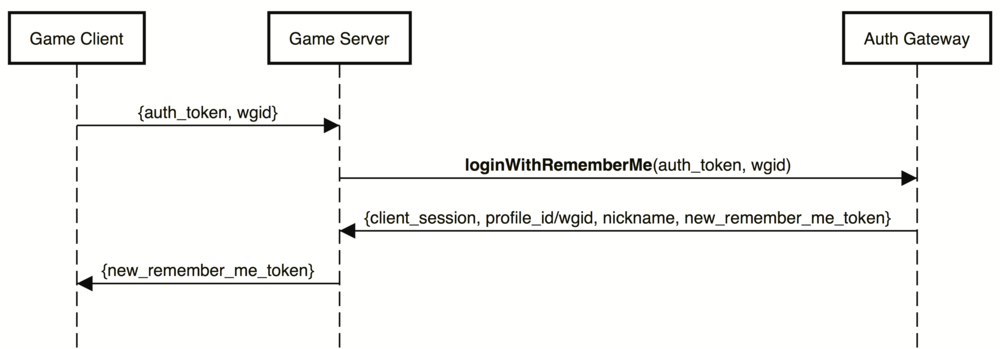 Game Client
Game Server
Auth Gateway
{auth_token, wgid}
loginWithRememberMe(auth_token, wgid)
{client_session, profile_id/wgid, nickname, new_remember_me_token}
{new_remember_me_token}